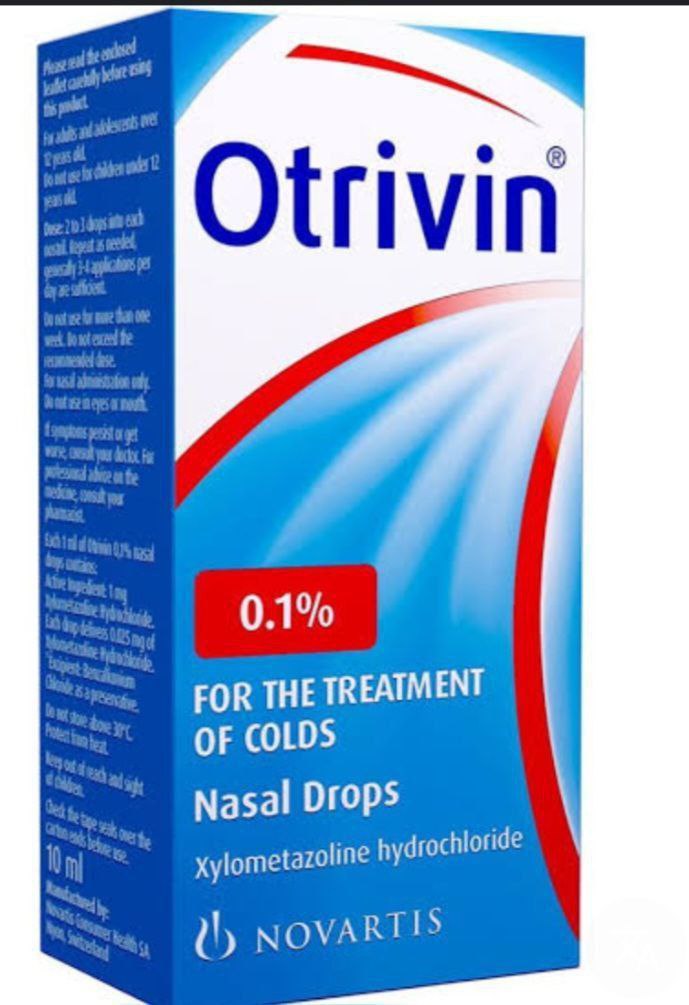 Please read the enclosed
leaflet carefully before using
this product.
For adults and adolescents over
12 years old.
Do not use for children under 12
years old.
Dose: 2 to 3 drops into each
nostril. Repeat as needed,
generally 3-4 applications per
day are sufficient.
Do not use for more than one
week. Do not exceed the
recommended dose.
For nasal administration only.
Do not use in eyes or mouth.
If symptoms persist or get
worse, consult your doctor. For
professional advice on the
medicine, consult your
pharmacist.
Each 1 ml of Otrivin 0,1% nasal
drops contains:
Active Ingredient: 1 mg
Xylometazoline Hydrochloride.
Each drop delivers 0.025 mg of
Xylometazoline Hydrochloride.
*Excipient: Benzalkonium
Chloride as a preservative.
Do not store above 30°C.
Protect from heat.
Keep out of reach and sight
of children.
Check the tape seals over the
carton ends before use.
10 ml
Manufactured by:
Novartis Consumer Health SA
Nyon, Switzerland
Otrivin®
0.1%
FOR THE TREATMENT
OF COLDS
Nasal Drops
Xylometazoline hydrochloride
NOVARTIS